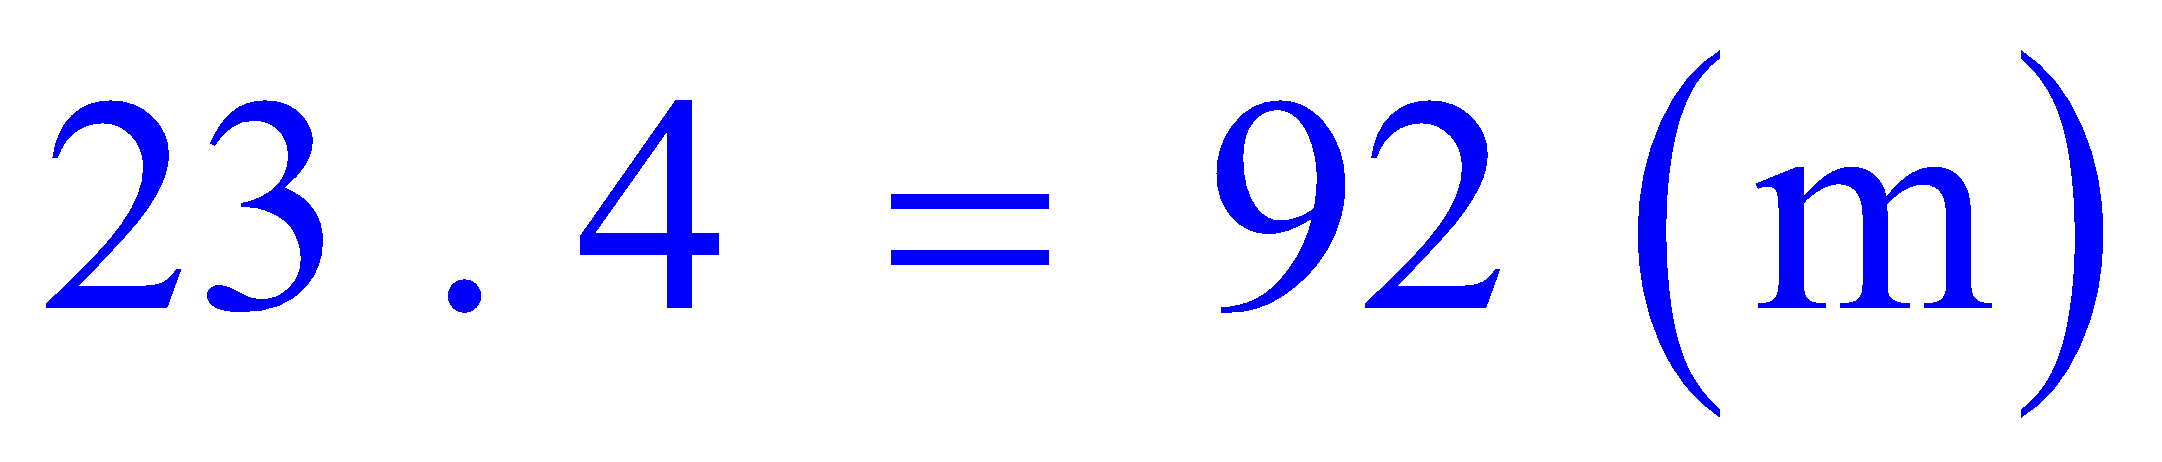 23 . 4 = 92 (m)